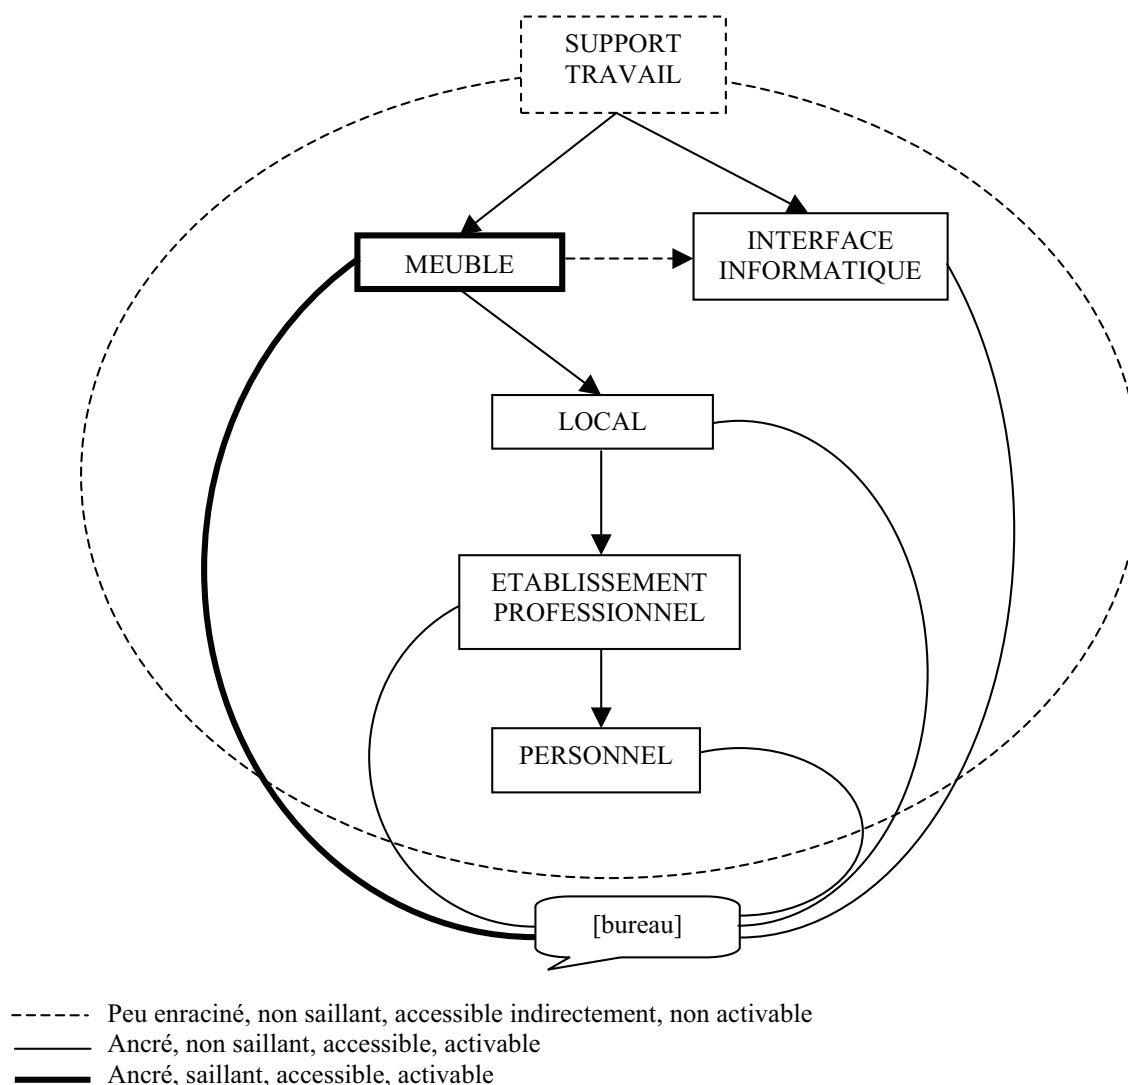 SUPPORT
TRAVAIL
MEUBLE
INTERFACE
INFORMATIQUE
LOCAL
ETABLISSEMENT
PROFESSIONNEL
PERSONNEL
[bureau]
Peu enraciné, non saillant, accessible indirectement, non activable
Ancré, non saillant, accessible, activable
Ancré, saillant, accessible, activable